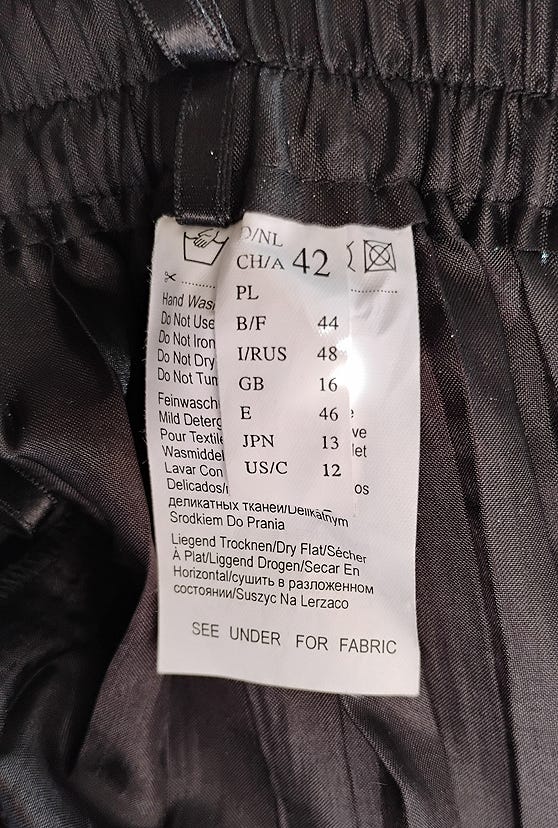 D/NL
CH/A 42
PL
B/F 44
I/RUS 48
GB 16
E 46
JPN 13
US/C 12
Hand Was
Do Not Use
Do Not Iron
Do Not Dry
Do Not Tum
Feinwasch
Mild Deterg
Pour Textile
Wasmiddel
Lavar Con
Delicados/
деликатных тканей/Delikatnym
Srodkiem Do Prania
Liegend Trocknen/Dry Flat/Sécher
À Plat/Liggend Drogen/Secar En
Horizontal/сушить в разложенном
состоянии/Suszyc Na Lerzaco
SEE UNDER FOR FABRIC